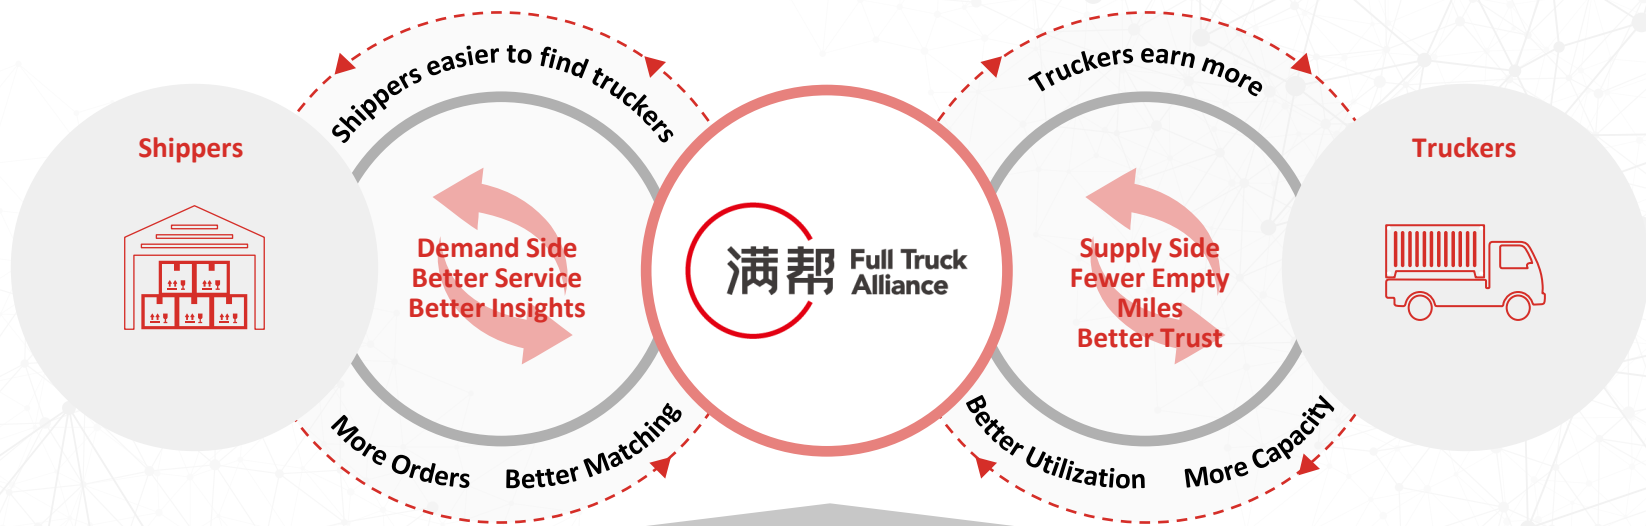 Shippers easier to find truckers
Truckers earn more
Shippers
Truckers
Demand Side
Better Service
Better Insights
满帮
Full Truck
Alliance
Supply Side
Fewer Empty
Miles
Better Trust
More Orders
Better Matching
Better Utilization
More Capacity